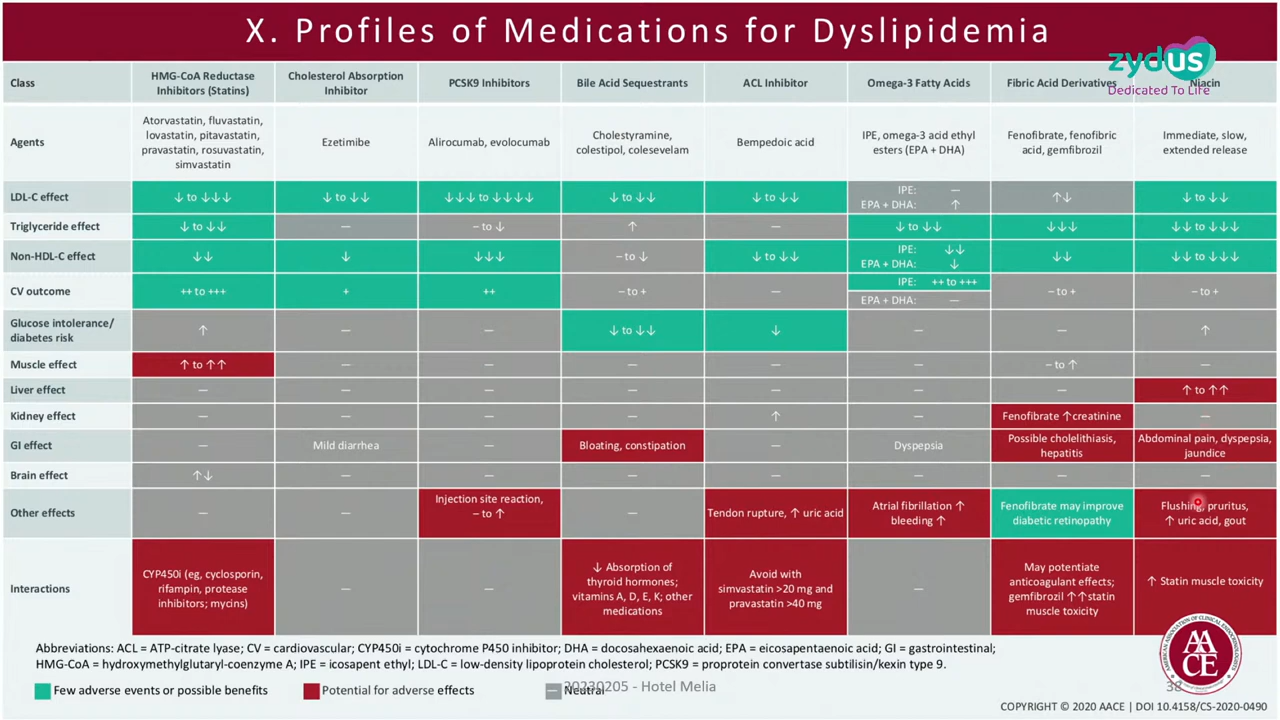 X. Profiles of Medications for Dyslipidemia
zydus
Dedicated To Life
Class
HMG-CoA Reductase
Inhibitors (Statins)
Cholesterol Absorption
Inhibitor
PCSK9 Inhibitors
Bile Acid Sequestrants
ACL Inhibitor
Omega-3 Fatty Acids
Fibric Acid Derivatives
Niacin
Agents
Atorvastatin, fluvastatin,
lovastatin, pitavastatin,
pravastatin, rosuvastatin,
simvastatin
Ezetimibe
Alirocumab, evolocumab
Cholestyramine,
colestipol, colesevelam
Bempedoic acid
IPE, omega-3 acid ethyl
esters (EPA + DHA)
Fenofibrate, fenofibric
acid, gemfibrozil
Immediate, slow,
extended release
LDL-C effect
↓ to ↓↓↓
↓ to ↓↓
↓↓↓ to ↓↓↓↓
↓ to ↓↓
↓ to ↓↓
IPE: —
EPA + DHA: ↑
↑↓
↓ to ↓↓
Triglyceride effect
↓ to ↓↓
—
– to ↓
↑
—
↓ to ↓↓
↓↓↓
↓↓ to ↓↓↓
Non-HDL-C effect
↓↓
↓
↓↓↓
– to ↓
↓ to ↓↓
IPE: ↓↓
EPA + DHA: ↓
↓↓
↓↓ to ↓↓↓
CV outcome
++ to +++
+
++
– to +
—
IPE: ++ to +++
EPA + DHA: —
– to +
– to +
Glucose intolerance/
diabetes risk
↑
—
—
↓ to ↓↓
↓
—
—
↑
Muscle effect
↑ to ↑↑
—
—
—
—
—
– to ↑
—
Liver effect
—
—
—
—
—
—
—
↑ to ↑↑
Kidney effect
—
—
—
—
↑
—
Fenofibrate ↑creatinine
—
GI effect
—
Mild diarrhea
—
Bloating, constipation
—
Dyspepsia
Possible cholelithiasis,
hepatitis
Abdominal pain, dyspepsia,
jaundice
Brain effect
↑↓
—
—
—
—
—
—
—
Other effects
—
—
Injection site reaction,
– to ↑
—
Tendon rupture, ↑ uric acid
Atrial fibrillation ↑
bleeding ↑
Fenofibrate may improve
diabetic retinopathy
Flushing, pruritus,
↑ uric acid, gout
Interactions
CYP450i (eg, cyclosporin,
rifampin, protease
inhibitors; mycins)
—
—
↓ Absorption of
thyroid hormones;
vitamins A, D, E, K; other
medications
Avoid with
simvastatin >20 mg and
pravastatin >40 mg
—
May potentiate
anticoagulant effects;
gemfibrozil ↑↑statin
muscle toxicity
↑ Statin muscle toxicity
Abbreviations: ACL = ATP-citrate lyase; CV = cardiovascular; CYP450i = cytochrome P450 inhibitor; DHA = docosahexaenoic acid; EPA = eicosapentaenoic acid; GI = gastrointestinal;
HMG-CoA = hydroxymethylglutaryl-coenzyme A; IPE = icosapent ethyl; LDL-C = low-density lipoprotein cholesterol; PCSK9 = proprotein convertase subtilisin/kexin type 9.
Few adverse events or possible benefits
Potential for adverse effects
— Neutral
20230205 - Hotel Melia
38
AACE
COPYRIGHT © 2020 AACE | DOI 10.4158/CS-2020-0490